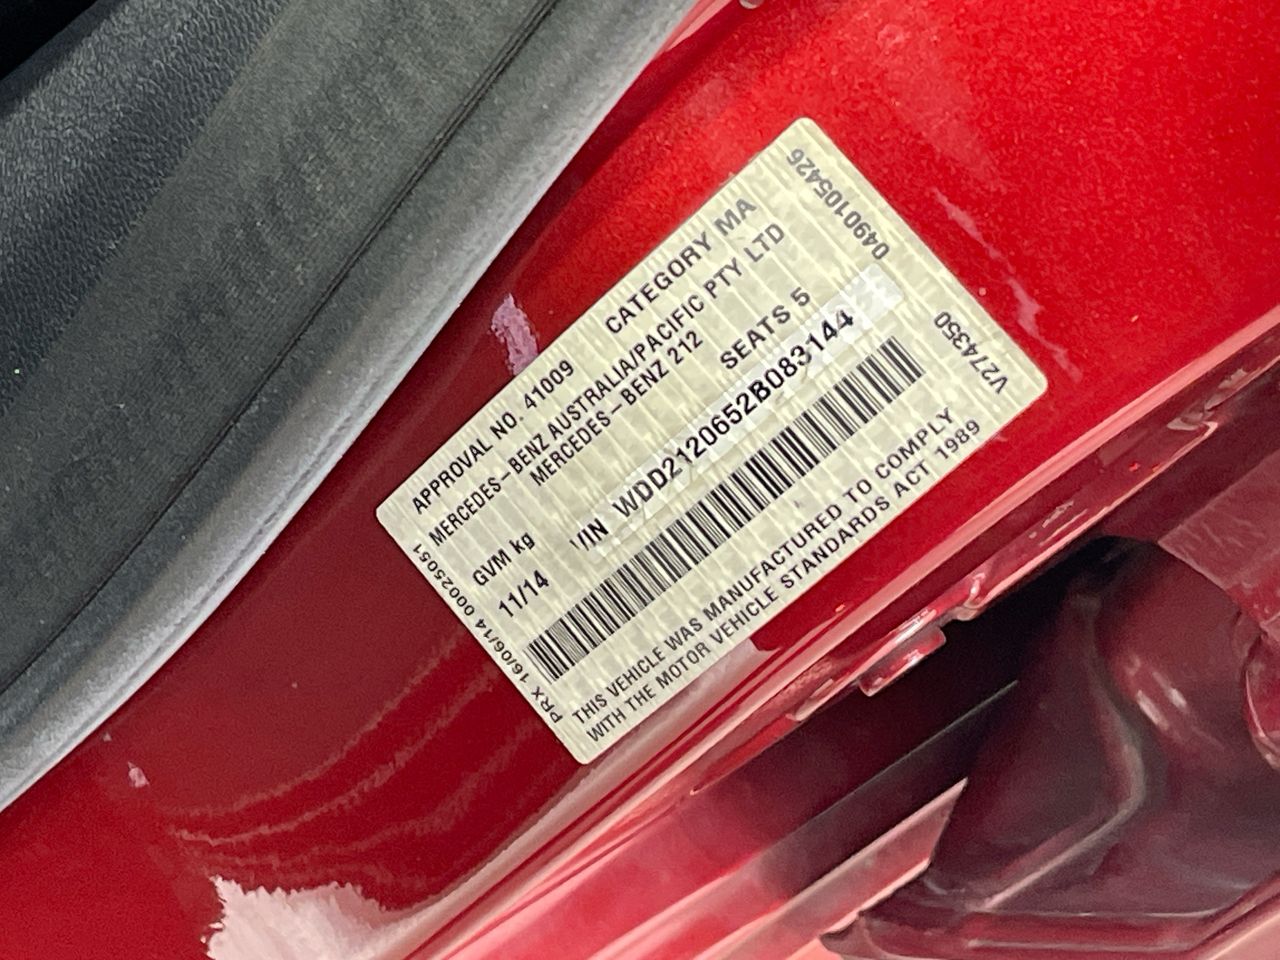 APPROVAL NO. 41009 CATEGORY MA
MERCEDES-BENZ AUSTRALIA/PACIFIC PTY LTD
MERCEDES-BENZ 212
GVM kg SEATS 5
11/14 VIN WDD2120652B083144
THIS VEHICLE WAS MANUFACTURED TO COMPLY
WITH THE MOTOR VEHICLE STANDARDS ACT 1989
PRX 16/06/14 00025051
0490105426
V274350